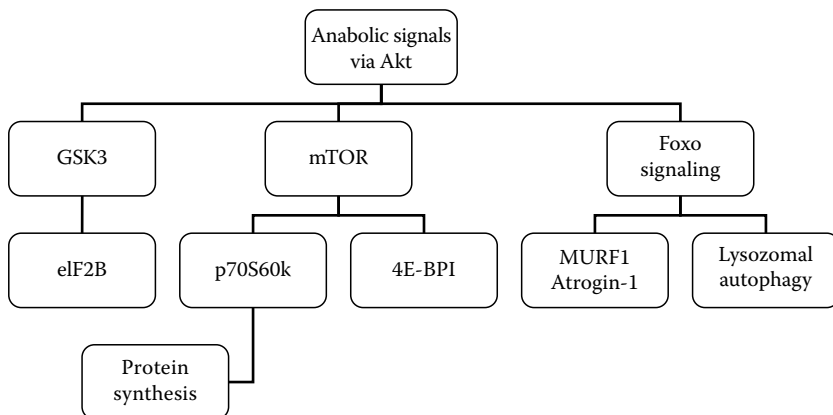 Anabolic signals
via Akt
GSK3
mTOR
Foxo
signaling
elF2B
p70S60k
4E-BPI
MURF1
Atrogin-1
Lysozomal
autophagy
Protein
synthesis